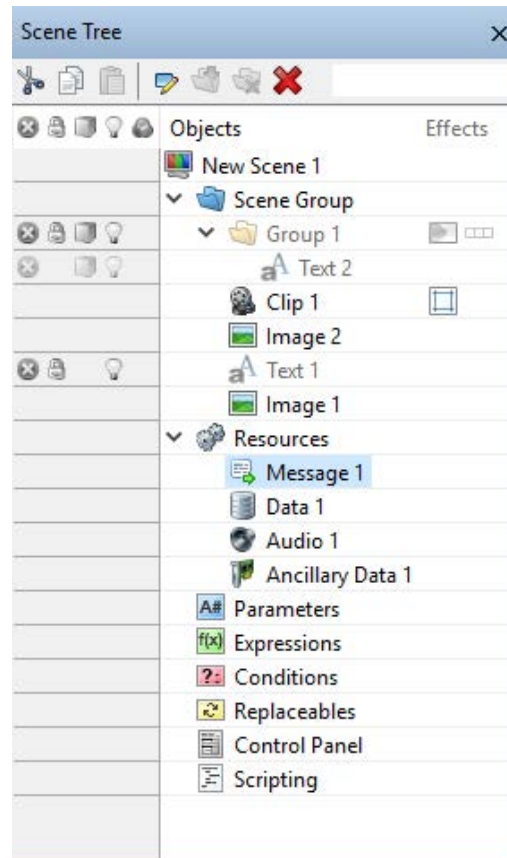 Scene Tree
Objects Effects
New Scene 1
Scene Group
Group 1
aA Text 2
Clip 1
Image 2
aA Text 1
Image 1
Resources
Message 1
Data 1
Audio 1
Ancillary Data 1
A# Parameters
f(x) Expressions
?: Conditions
Replaceables
Control Panel
Scripting